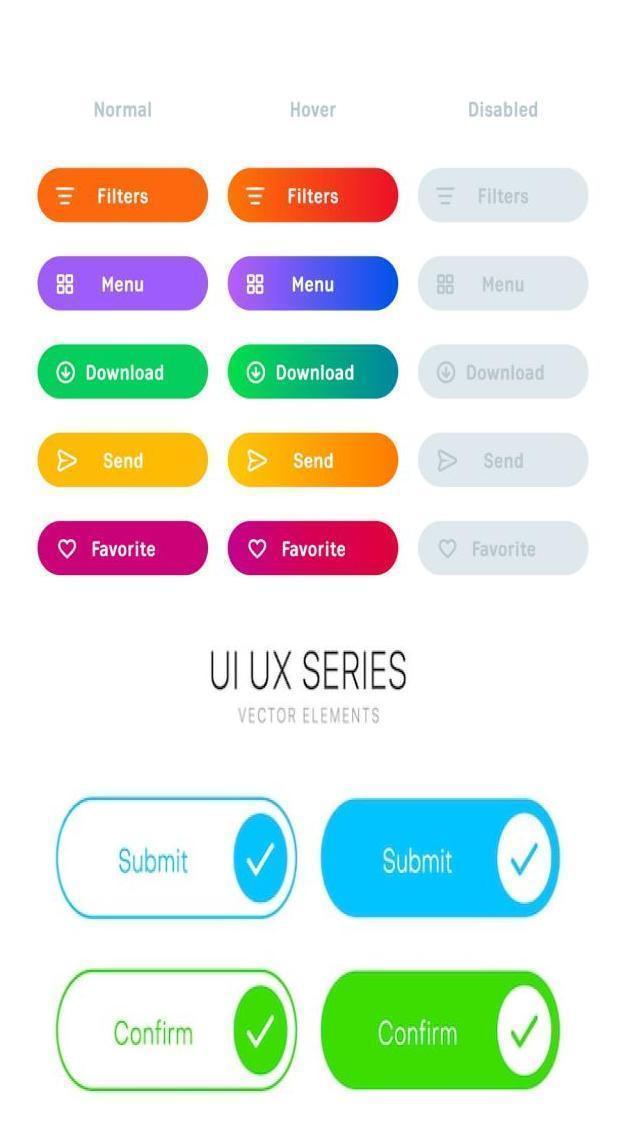 Normal Hover Disabled
Filters Filters Filters
Menu Menu Menu
Download Download Download
Send Send Send
Favorite Favorite Favorite
UI UX SERIES
VECTOR ELEMENTS
Submit Submit
Confirm Confirm